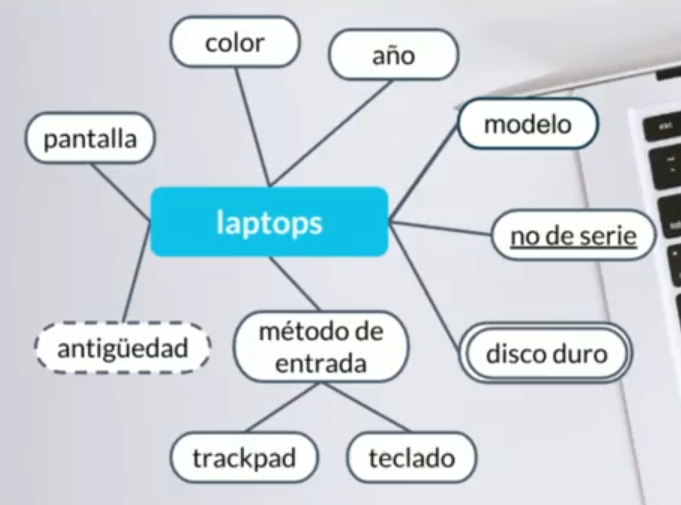 color
año
pantalla
modelo
laptops
no de serie
antigüedad
método de
entrada
disco duro
trackpad
teclado
esc